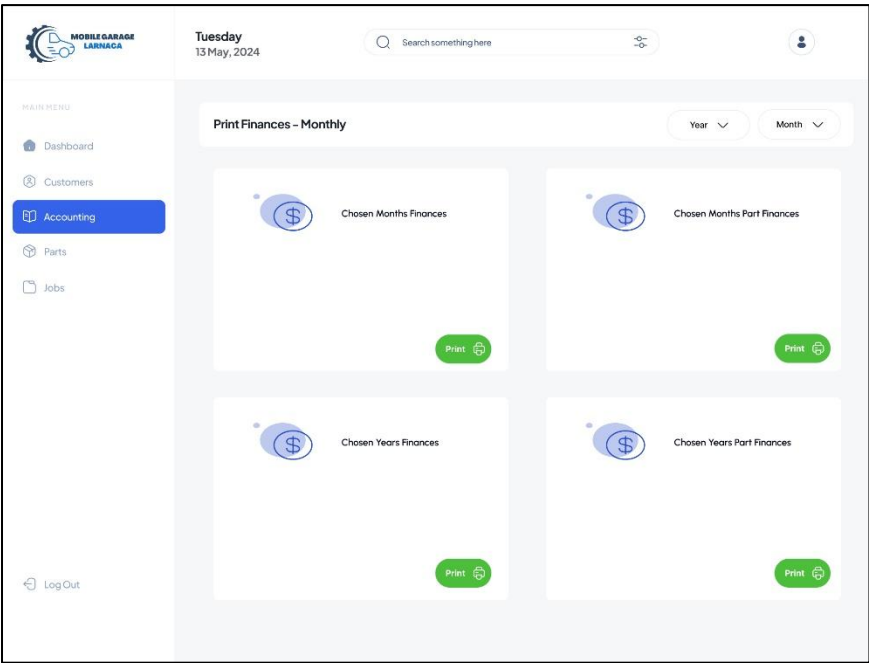 MOBILE GARAGE
LARNACA
Tuesday
13 May, 2024
Search something here
MAIN MENU
Dashboard
Customers
Accounting
Parts
Jobs
Log Out
Print Finances - Monthly
Year
Month
Chosen Months Finances
Print
Chosen Months Part Finances
Print
Chosen Years Finances
Print
Chosen Years Part Finances
Print